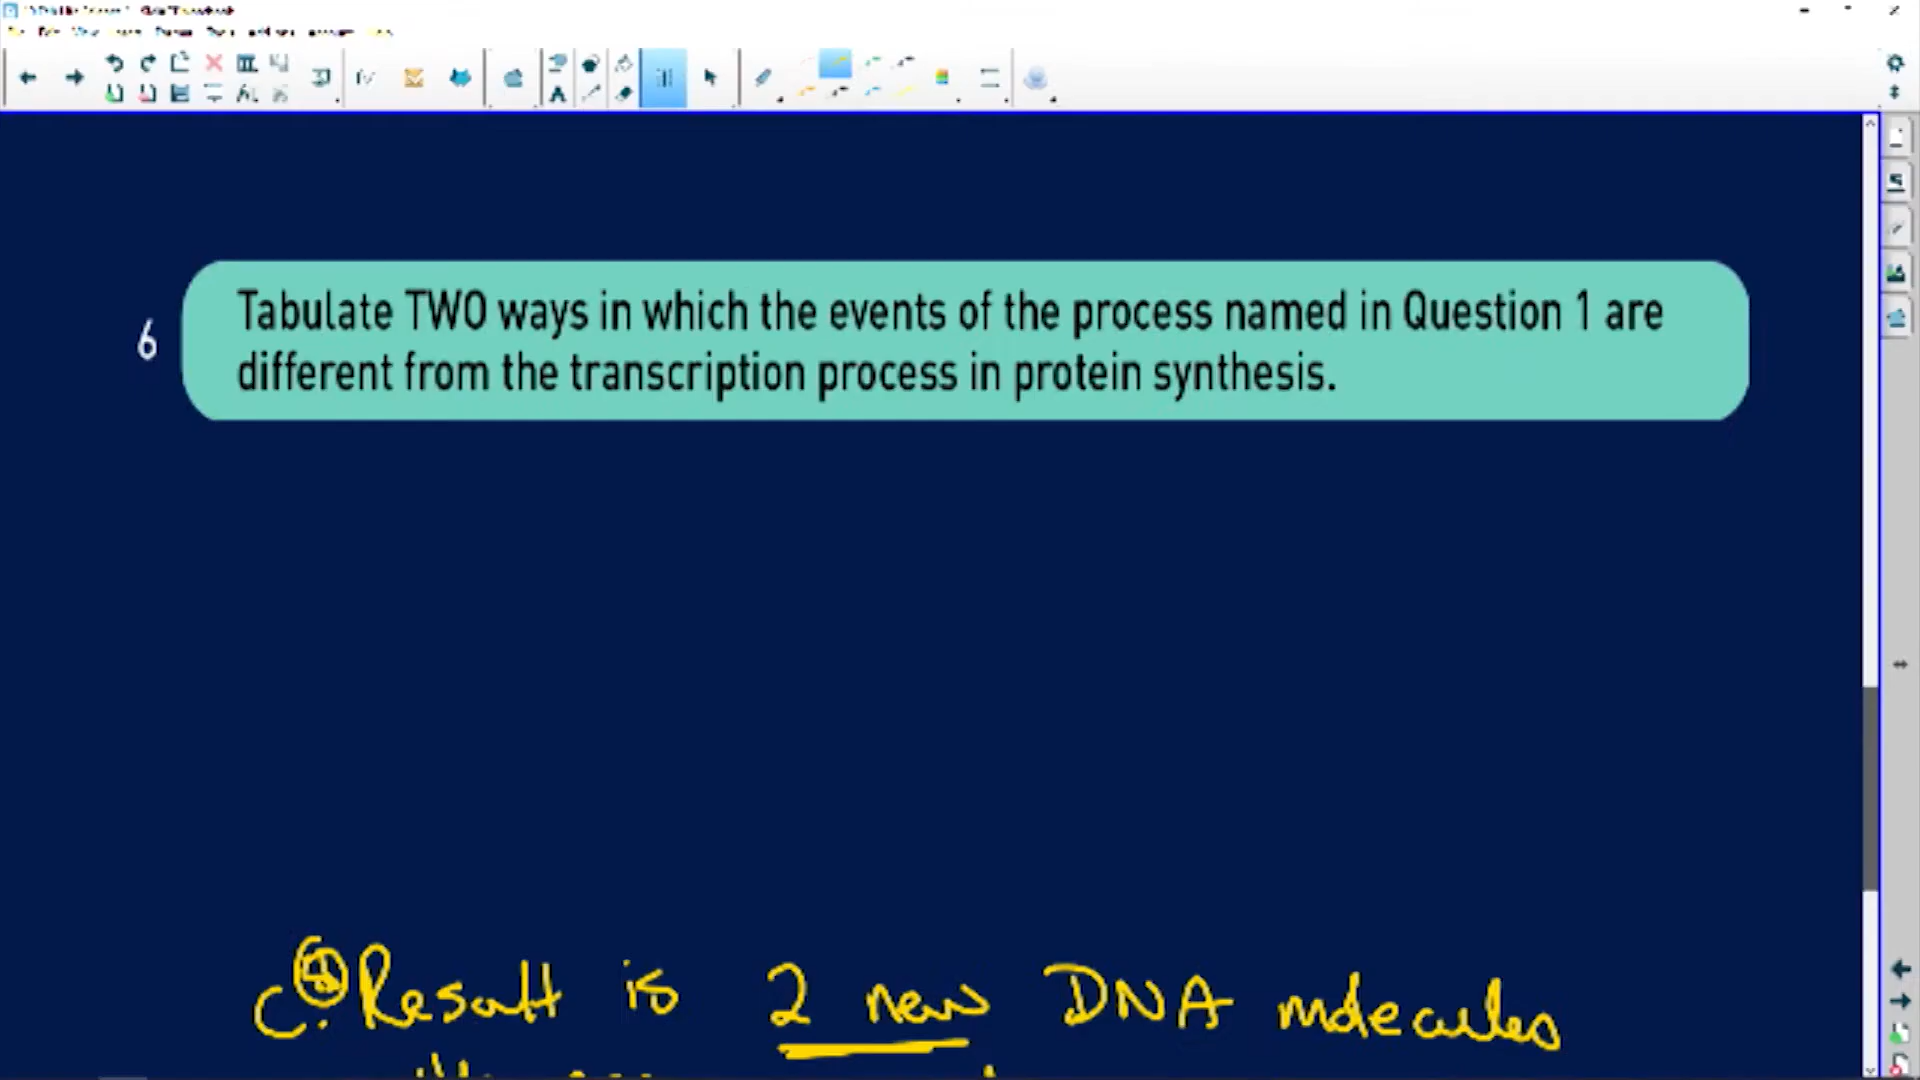 6
Tabulate TWO ways in which the events of the process named in Question 1 are
different from the transcription process in protein synthesis.
C. Result is 2 new DNA molecules